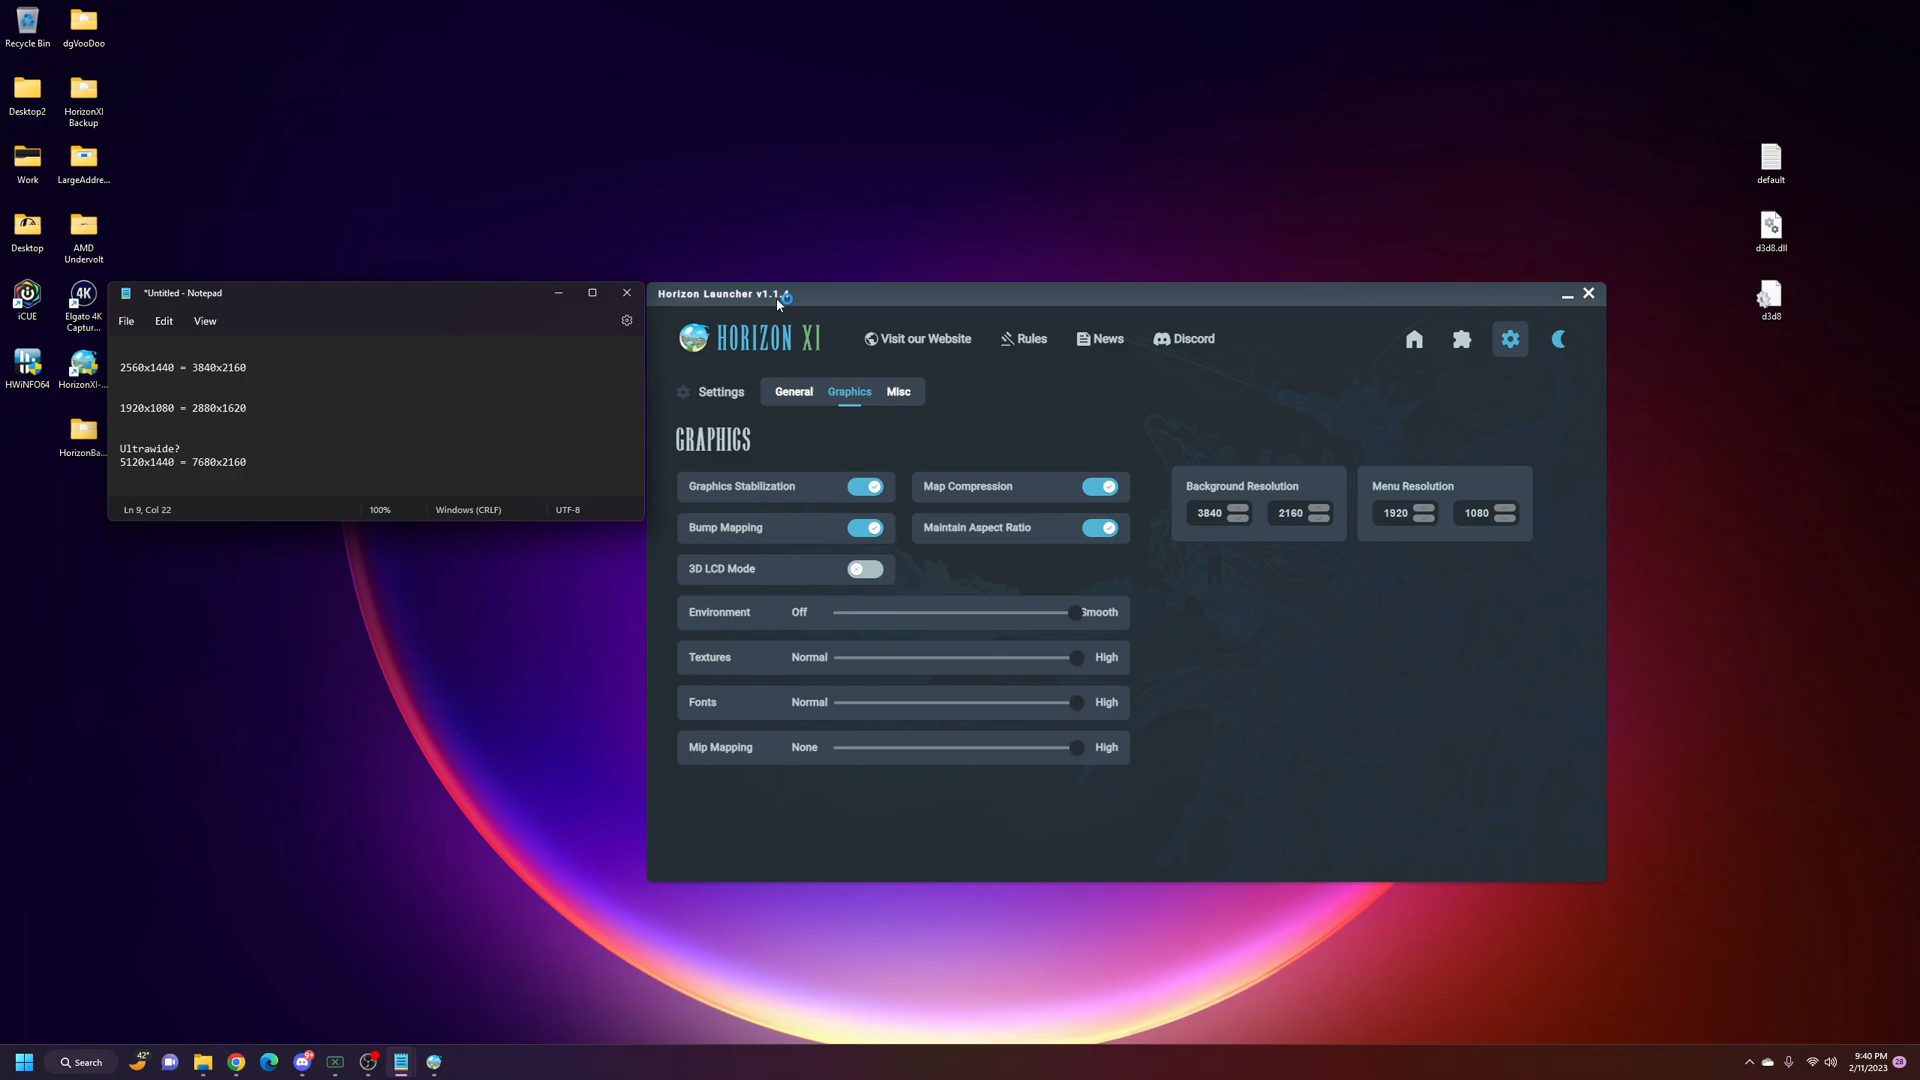 Recycle Bin
dgVooDoo
Desktop2
HorizonXI
Backup
Work
LargeAddre...
Desktop
AMD
Undervolt
iCUE
4K
Elgato 4K
Captur...
HWiNFO64
HorizonXI-...
HorizonBa...
default
d3d8.dll
d3d8
*Untitled - Notepad
File Edit View
2560x1440 = 3840x2160
1920x1080 = 2880x1620
Ultrawide?
5120x1440 = 7680x2160
Ln 9, Col 22
100%
Windows (CRLF)
UTF-8
Horizon Launcher v1.1.4
HORIZON XI
Visit our Website
Rules
News
Discord
Settings
General
Graphics
Misc
GRAPHICS
Graphics Stabilization
Map Compression
Bump Mapping
Maintain Aspect Ratio
3D LCD Mode
Background Resolution
3840 2160
Menu Resolution
1920 1080
Environment Off Smooth
Textures Normal High
Fonts Normal High
Mip Mapping None High
Search
42°
9+
9:40 PM
2/11/2023
28